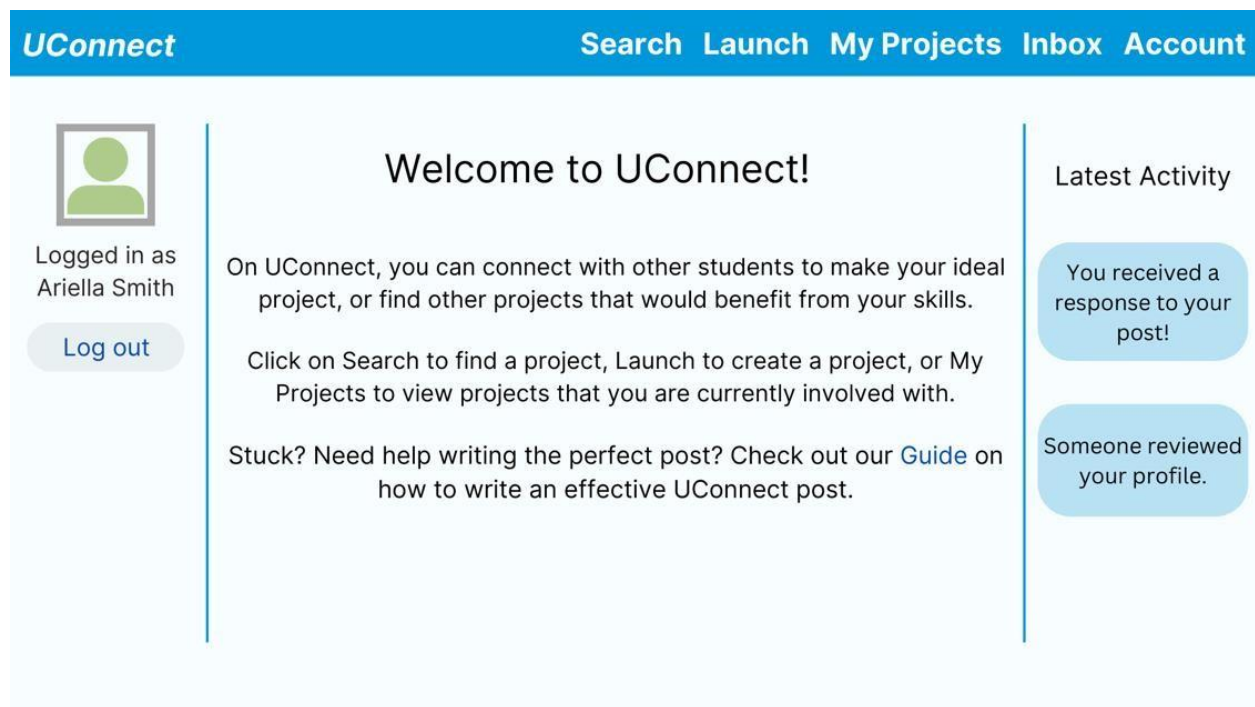 UConnect
Search Launch My Projects Inbox Account
Logged in as
Ariella Smith
Log out
Welcome to UConnect!
On UConnect, you can connect with other students to make your ideal
project, or find other projects that would benefit from your skills.
Click on Search to find a project, Launch to create a project, or My
Projects to view projects that you are currently involved with.
Stuck? Need help writing the perfect post? Check out our Guide on
how to write an effective UConnect post.
Latest Activity
You received a
response to your
post!
Someone reviewed
your profile.